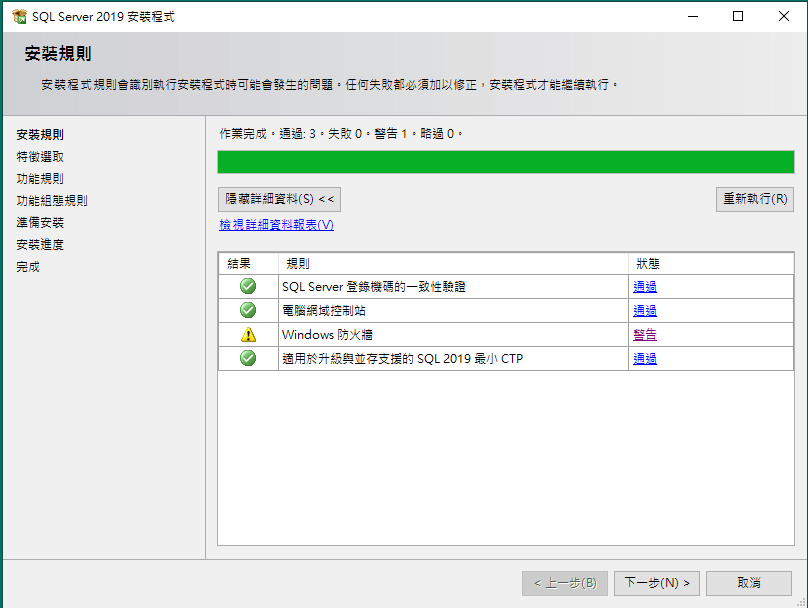 SQL Server 2019 安裝程式
安裝規則
安裝程式規則會識別執行安裝程式時可能會發生的問題。任何失敗都必須加以修正，安裝程式才能繼續執行。
安裝規則
特徵選取
功能規則
功能組態規則
準備安裝
安裝進度
完成
作業完成。通過: 3。失敗 0。警告 1。略過 0。
隱藏詳細資料(S) <<
重新執行(R)
檢視詳細資料報表(V)
結果 規則 狀態
SQL Server 登錄機碼的一致性驗證 通過
電腦網域控制站 通過
Windows 防火牆 警告
適用於升級與並存支援的 SQL 2019 最小 CTP 通過
< 上一步(B) 下一步(N) > 取消